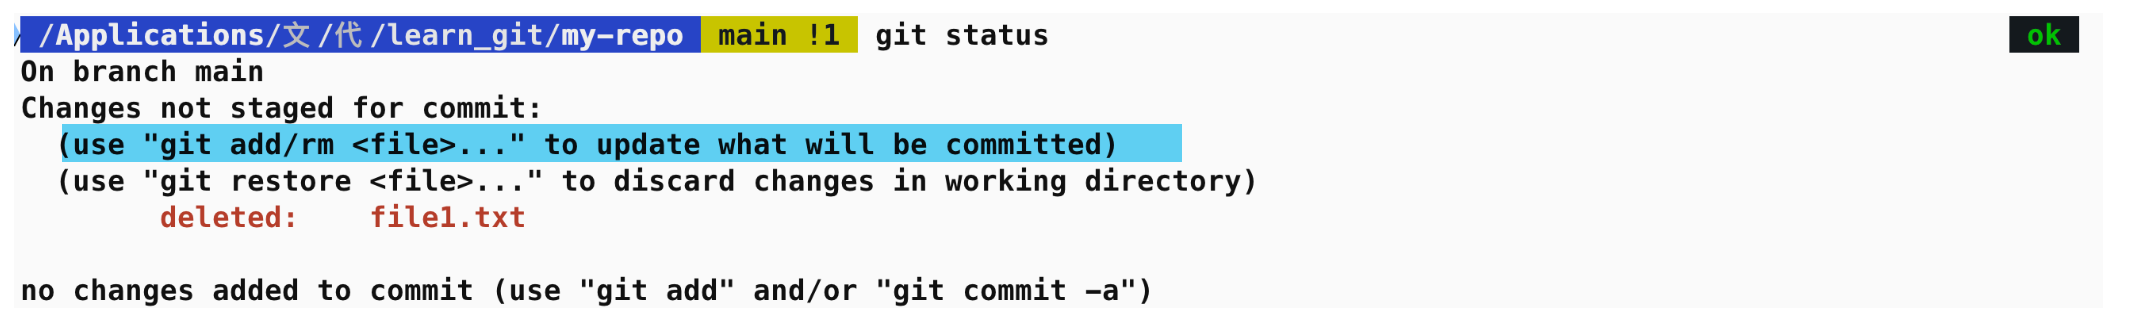 /Applications/文/代/learn_git/my-repo main !1 git status ok
On branch main
Changes not staged for commit:
(use "git add/rm <file>..." to update what will be committed)
(use "git restore <file>..." to discard changes in working directory)
deleted: file1.txt
no changes added to commit (use "git add" and/or "git commit -a")